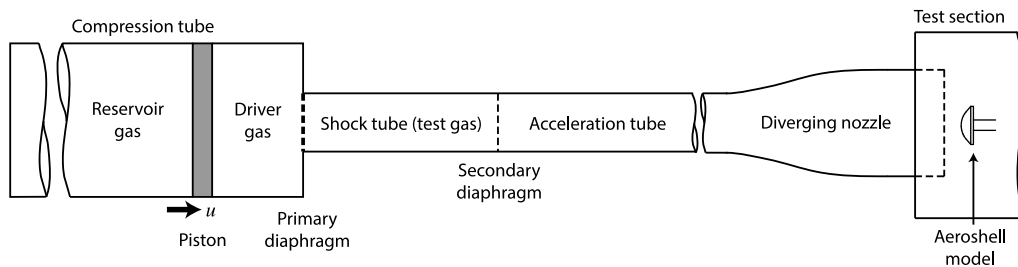 Compression tube
Test section
Reservoir
gas
Driver
gas
Shock tube (test gas)
Acceleration tube
Diverging nozzle
Secondary
diaphragm
u
Piston
Primary
diaphragm
Aeroshell
model